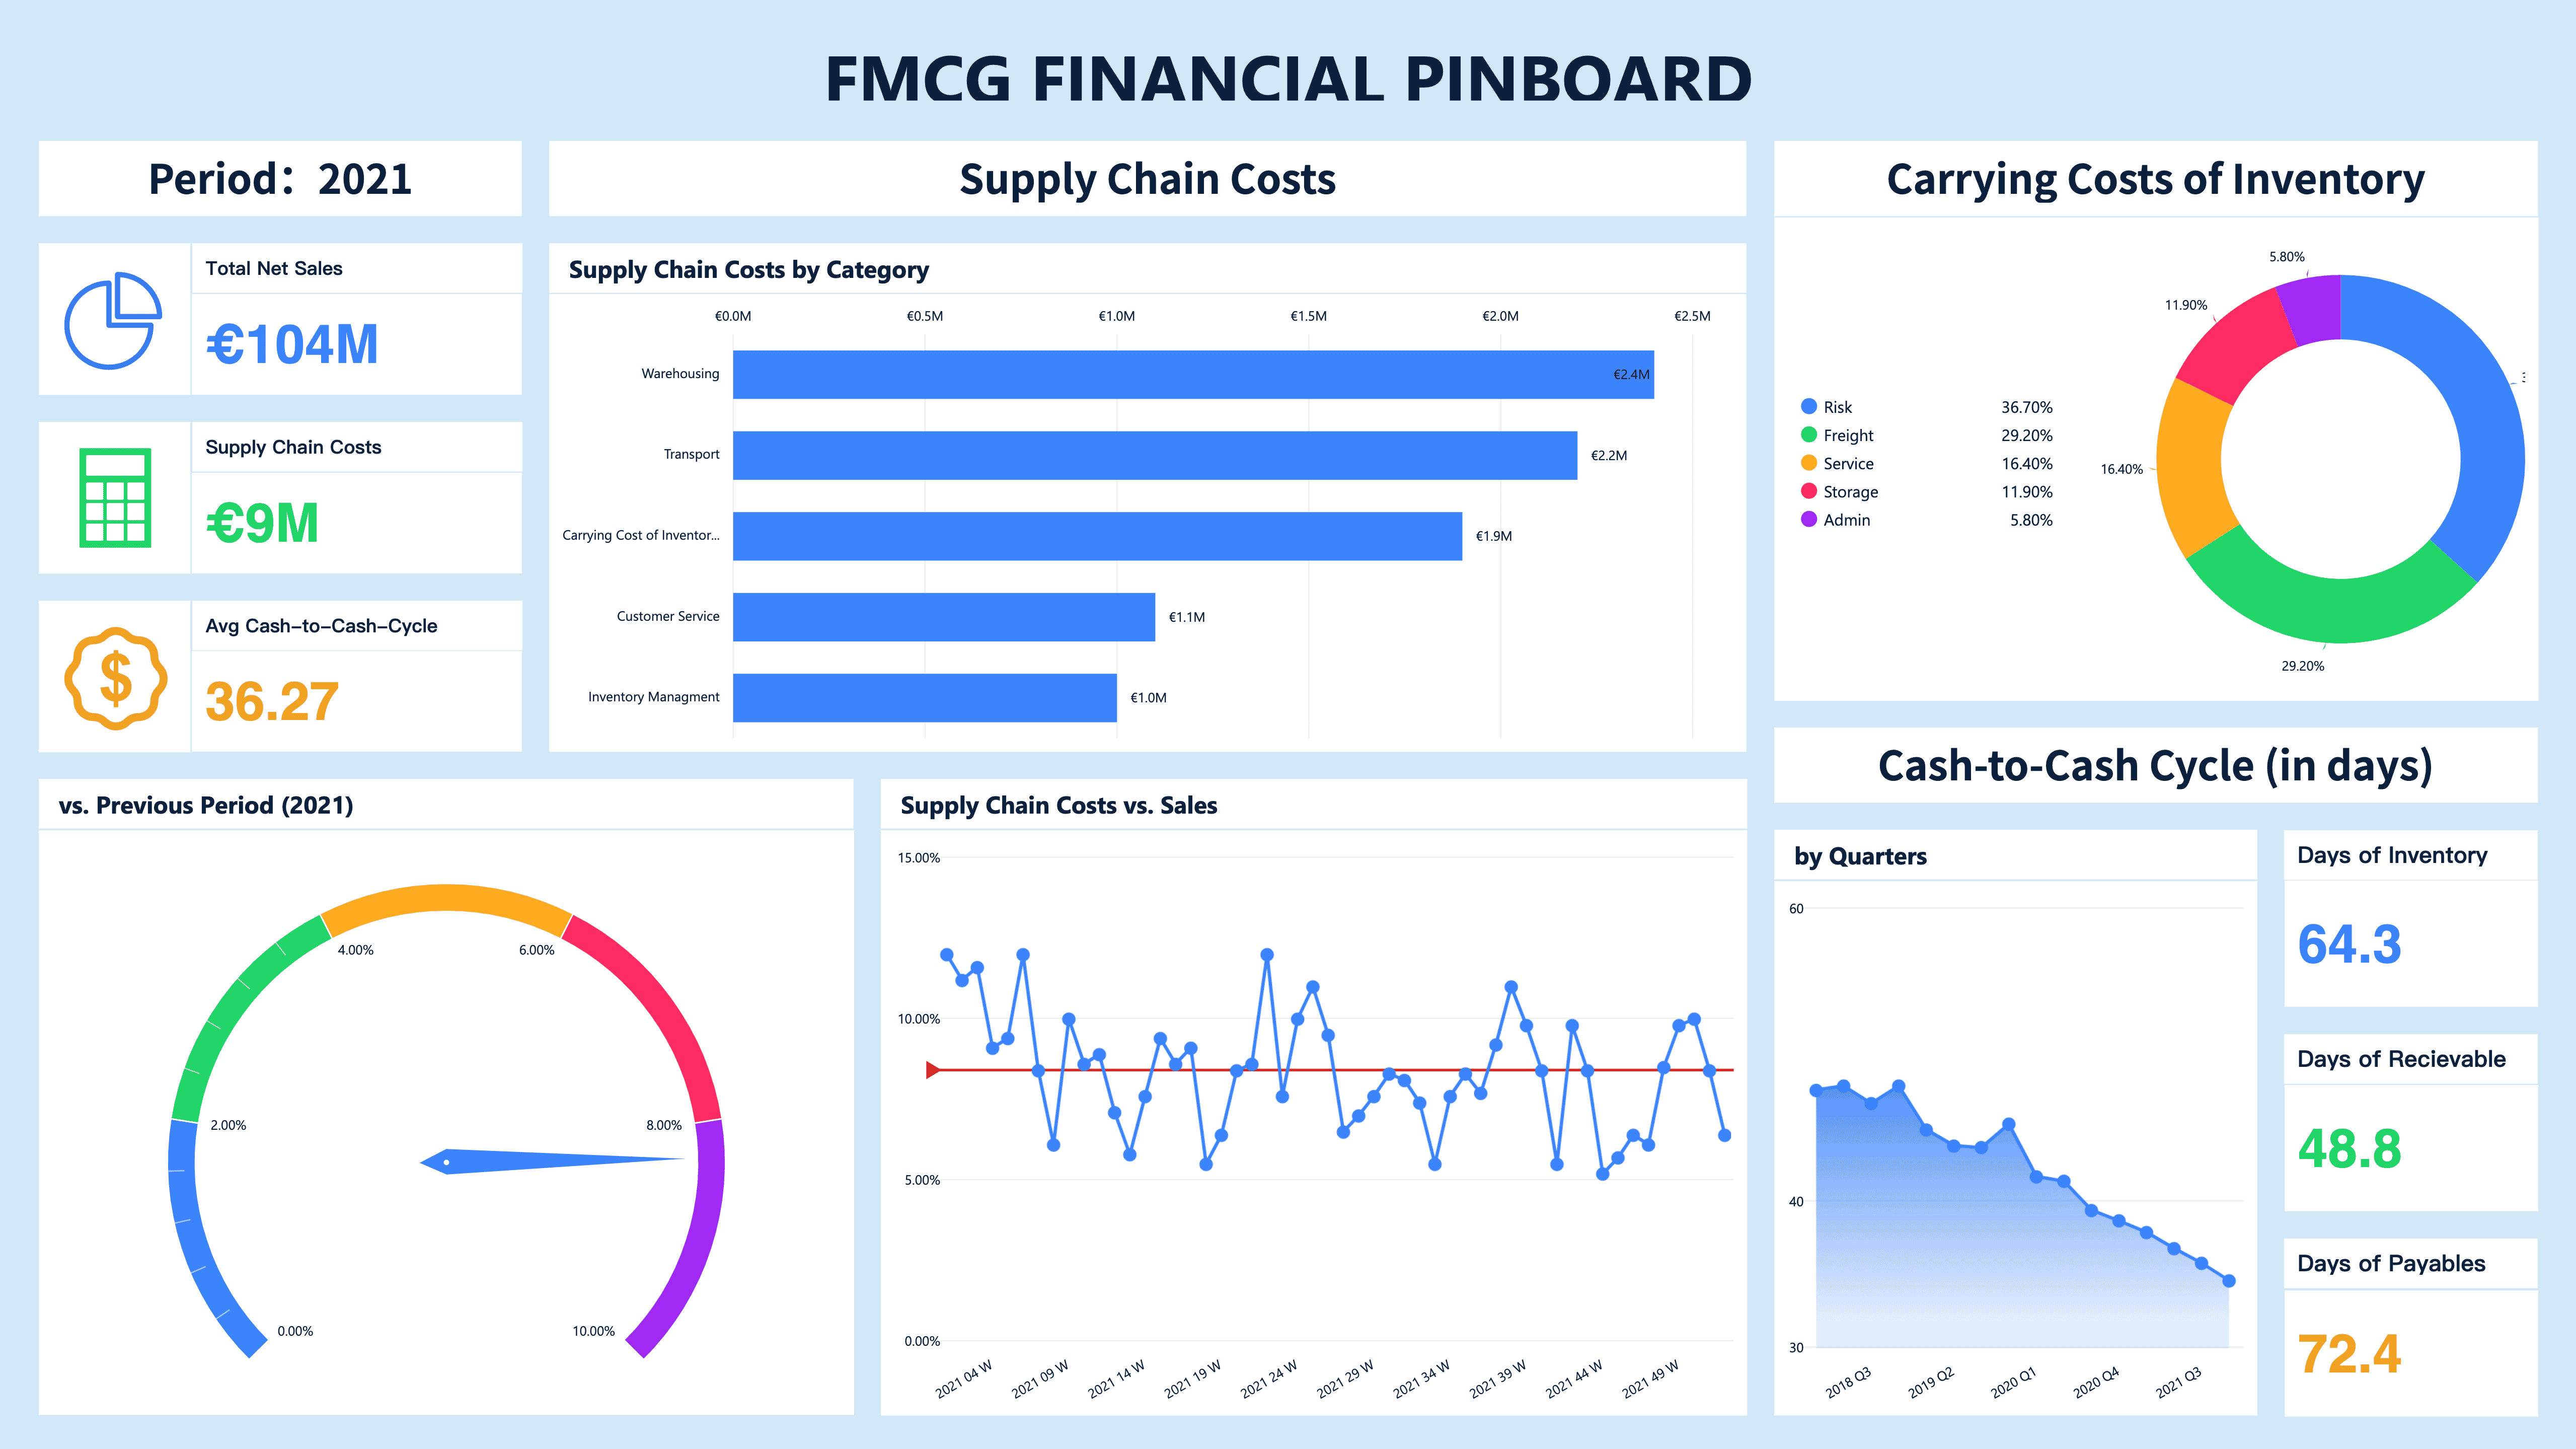 FMCG FINANCIAL PINBOARD
Period：2021
Total Net Sales
€104M
Supply Chain Costs
€9M
Avg Cash-to-Cash-Cycle
$
36.27
Supply Chain Costs
Supply Chain Costs by Category
€0.0M €0.5M €1.0M €1.5M €2.0M €2.5M
Warehousing €2.4M
Transport €2.2M
Carrying Cost of Inventor... €1.9M
Customer Service €1.1M
Inventory Managment €1.0M
Carrying Costs of Inventory
Risk 36.70%
Freight 29.20%
Service 16.40%
Storage 11.90%
Admin 5.80%
5.80%
11.90%
16.40%
29.20%
vs. Previous Period (2021)
4.00% 6.00%
2.00% 8.00%
0.00% 10.00%
Supply Chain Costs vs. Sales
15.00%
10.00%
5.00%
0.00%
2021 04 W 2021 09 W 2021 14 W 2021 19 W 2021 24 W 2021 29 W 2021 34 W 2021 39 W 2021 44 W 2021 49 W
Cash-to-Cash Cycle (in days)
by Quarters
60
40
30
2018 Q3 2019 Q2 2020 Q1 2020 Q4 2021 Q3
Days of Inventory
64.3
Days of Recievable
48.8
Days of Payables
72.4